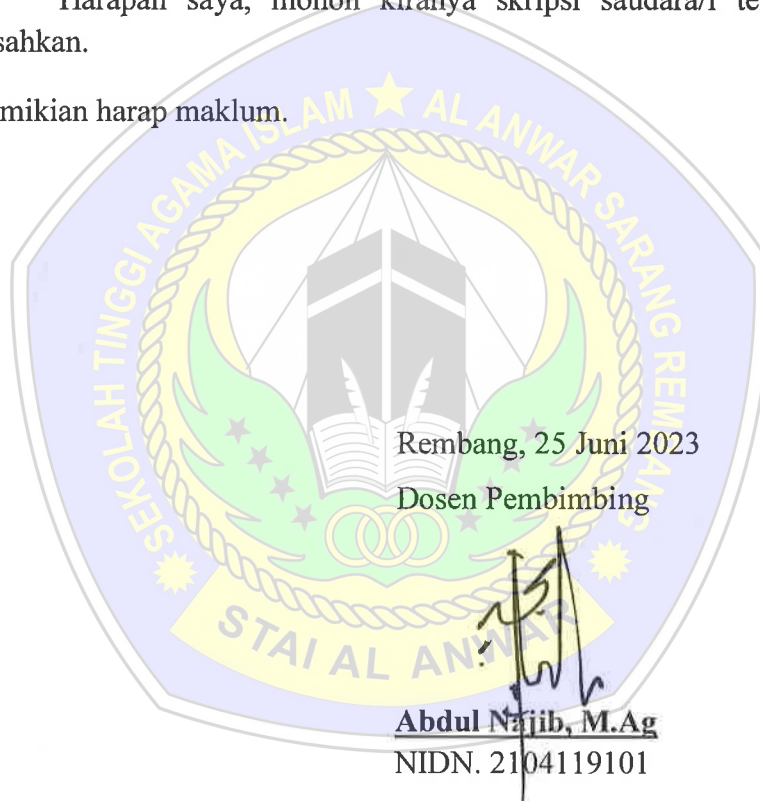 Harapan saya, mohon kiranya skripsi saudara/i te
sahkan.
mikian harap maklum.
SEKOLAH TINGGI AGAMA ISLAM ★ AL ANWAR SARANG REMBANG
Rembang, 25 Juni 2023
Dosen Pembimbing
STAI AL ANWAR
Abdul Najib, M.Ag
NIDN. 2104119101